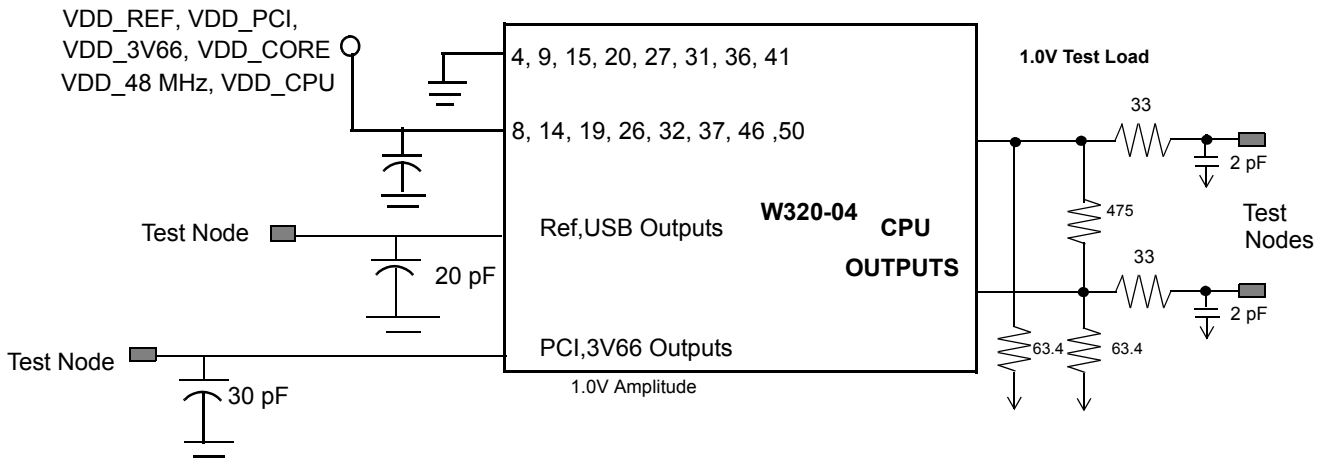 VDD_REF, VDD_PCI,
VDD_3V66, VDD_CORE
VDD_48 MHz, VDD_CPU
4, 9, 15, 20, 27, 31, 36, 41
8, 14, 19, 26, 32, 37, 46 ,50
Test Node
Ref,USB Outputs
20 pF
W320-04
CPU
OUTPUTS
Test Node
PCI,3V66 Outputs
30 pF
1.0V Amplitude
1.0V Test Load
33
2 pF
475
Test
Nodes
33
2 pF
63.4
63.4